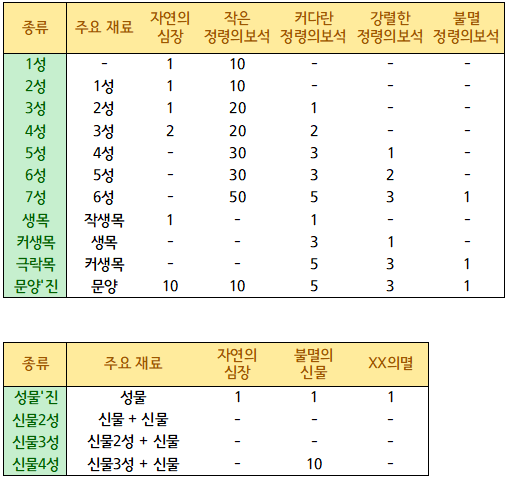 종류 주요 재료 자연의 심장 작은 정령의보석 커다란 정령의보석 강렬한 정령의보석 불멸 정령의보석
1성 - 1 10 - - -
2성 1성 1 10 - - -
3성 2성 1 20 1 - -
4성 3성 2 20 2 - -
5성 4성 - 30 3 1 -
6성 5성 - 30 3 2 -
7성 6성 - 50 5 3 1
생목 작생목 1 - 1 - -
커생목 생목 - - 3 1 -
극락목 커생목 - - 5 3 1
문양'진 문양 10 10 5 3 1
종류 주요 재료 자연의 심장 불멸의 신물 XX의멸
성물'진 성물 1 1 1
신물2성 신물 + 신물 - - -
신물3성 신물2성 + 신물 - - -
신물4성 신물3성 + 신물 - 10 -